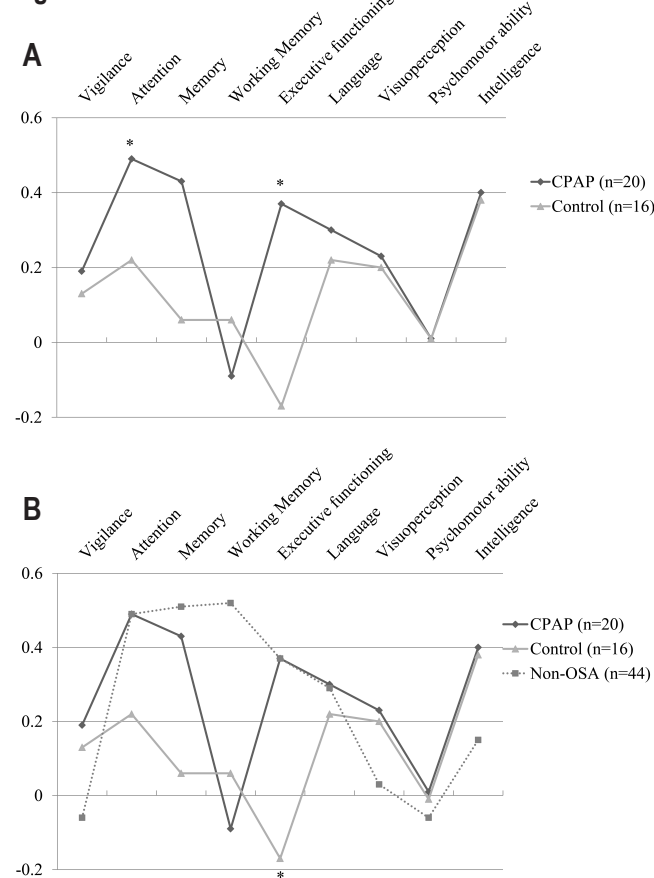 A
Vigilance
Attention
Memory
Working Memory
Executive functioning
Language
Visuoperception
Psychomotor ability
Intelligence
0.6
*
*
0.4
CPAP (n=20)
Control (n=16)
0.2
0
-0.2
B
Vigilance
Attention
Memory
Working Memory
Executive functioning
Language
Visuoperception
Psychomotor ability
Intelligence
0.6
CPAP (n=20)
0.4
Control (n=16)
Non-OSA (n=44)
0.2
0
-0.2
*